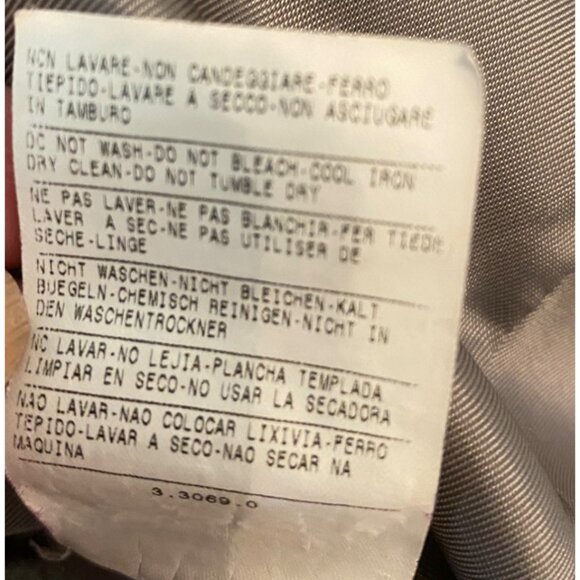 NON LAVARE-NON CANDEGGIARE-FERRO
TIEPIDO-LAVARE A SECCO-NON ASCIUGARE
IN TAMBURO
DO NOT WASH-DO NOT BLEACH-COOL IRON
DRY CLEAN-DO NOT TUMBLE DRY
NE PAS LAVER-NE PAS BLANCHIR-FER TIEDE
LAVER A SEC-NE PAS UTILISER DE
SECHE-LINGE
NICHT WASCHEN-NICHT BLEICHEN-KALT
BUEGELN-CHEMISCH REINIGEN-NICHT IN
DEN WASCHENTROCKNER
NO LAVAR-NO LEJIA-PLANCHA TEMPLADA
LIMPIAR EN SECO-NO USAR LA SECADORA
NAO LAVAR-NAO COLOCAR LIXIVIA-FERRO
TEPIDO-LAVAR A SECO-NAO SECAR NA
MAQUINA
3.3069.0